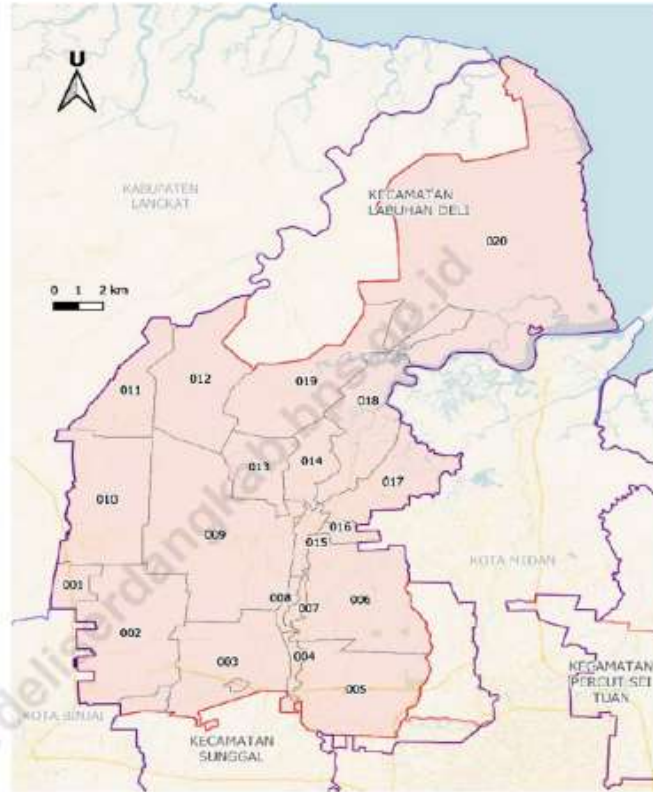 U
KABUPATEN
LANGKAT
KECAMATAN
LABUHAN DELI
020
0 1 2 km
011
012
019
018
013
014
017
010
009
016
015
KOTA MEDAN
001
008
007
006
002
003
004
005
KECAMATAN
PERCUT SEI
TUAN
KOTA BINJAI
KECAMATAN
SUNGGAL
deliserdangkab.bps.go.id